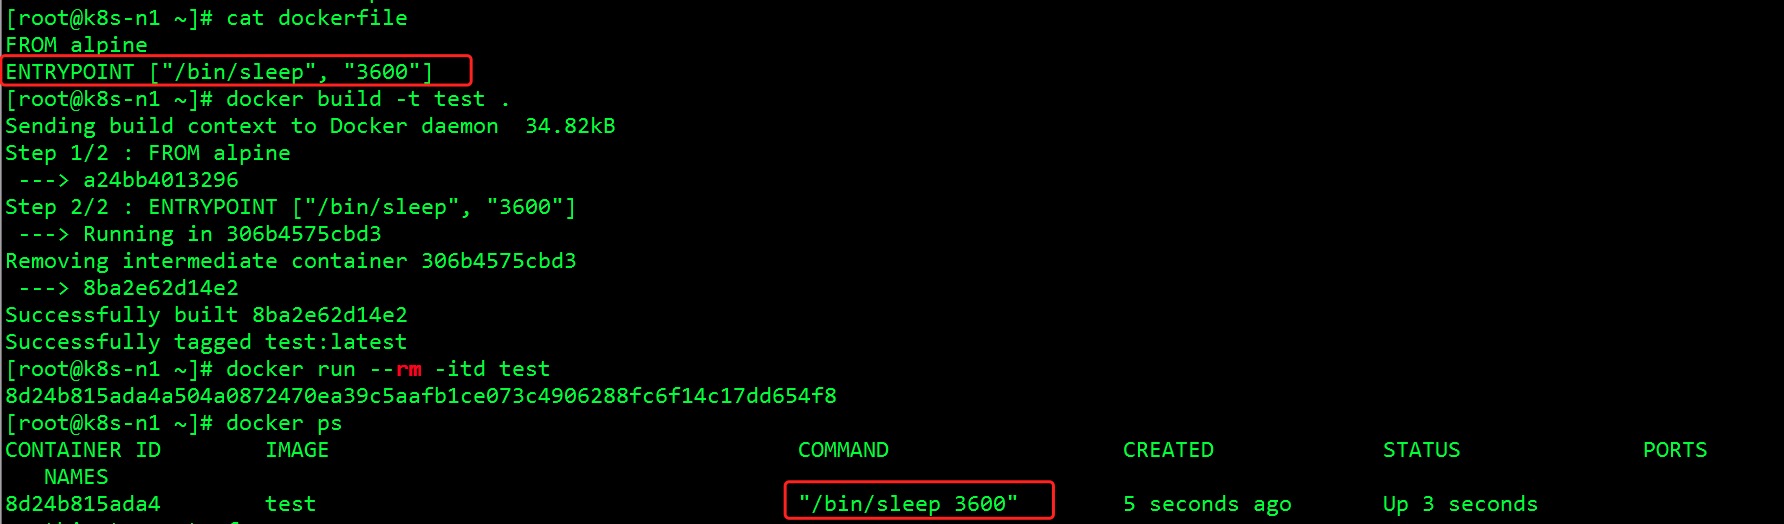 [root@k8s-n1 ~]# cat dockerfile
FROM alpine
ENTRYPOINT ["/bin/sleep", "3600"]
[root@k8s-n1 ~]# docker build -t test .
Sending build context to Docker daemon  34.82kB
Step 1/2 : FROM alpine
 ---> a24bb4013296
Step 2/2 : ENTRYPOINT ["/bin/sleep", "3600"]
 ---> Running in 306b4575cbd3
Removing intermediate container 306b4575cbd3
 ---> 8ba2e62d14e2
Successfully built 8ba2e62d14e2
Successfully tagged test:latest
[root@k8s-n1 ~]# docker run --rm -itd test
8d24b815ada4a504a0872470ea39c5aafb1ce073c4906288fc6f14c17dd654f8
[root@k8s-n1 ~]# docker ps
CONTAINER ID        IMAGE                                    COMMAND                  CREATED             STATUS              PORTS
   NAMES
8d24b815ada4        test                                     "/bin/sleep 3600"        5 seconds ago       Up 3 seconds